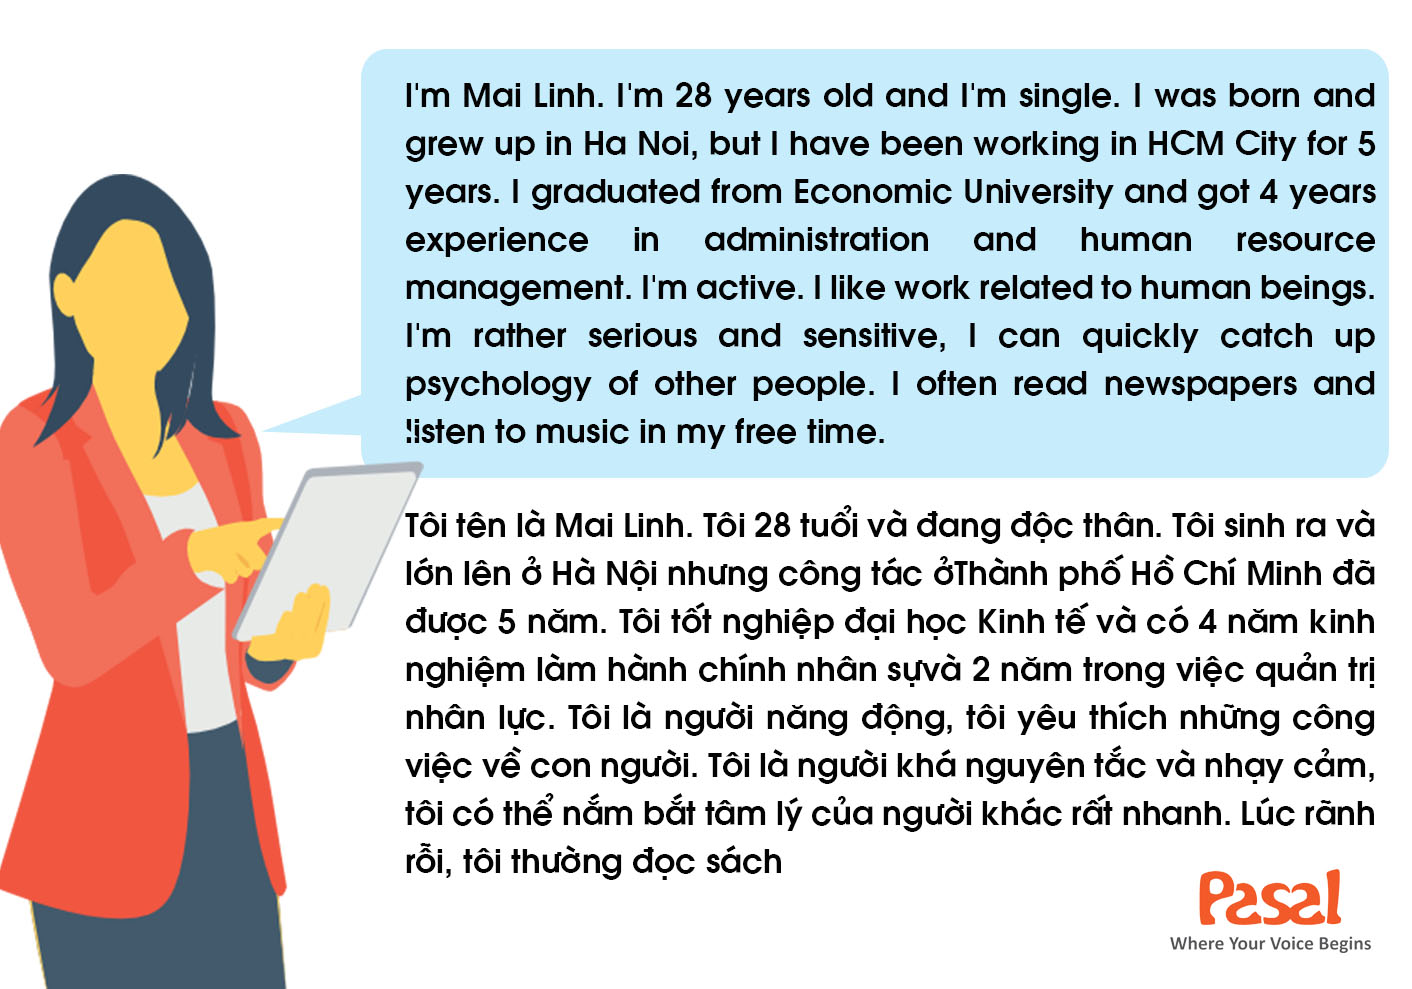 I'm Mai Linh. I'm 28 years old and I'm single. I was born and
grew up in Ha Noi, but I have been working in HCM City for 5
years. I graduated from Economic University and got 4 years
experience in administration and human resource
management. I'm active. I like work related to human beings.
I'm rather serious and sensitive, I can quickly catch up
psychology of other people. I often read newspapers and
listen to music in my free time.
Tôi tên là Mai Linh. Tôi 28 tuổi và đang độc thân. Tôi sinh ra và
lớn lên ở Hà Nội nhưng công tác ởThành phố Hồ Chí Minh đã
được 5 năm. Tôi tốt nghiệp đại học Kinh tế và có 4 năm kinh
nghiệm làm hành chính nhân sựvà 2 năm trong việc quản trị
nhân lực. Tôi là người năng động, tôi yêu thích những công
việc về con người. Tôi là người khá nguyên tắc và nhạy cảm,
tôi có thể nắm bắt tâm lý của người khác rất nhanh. Lúc rãnh
rỗi, tôi thường đọc sách
Pasal
Where Your Voice Begins